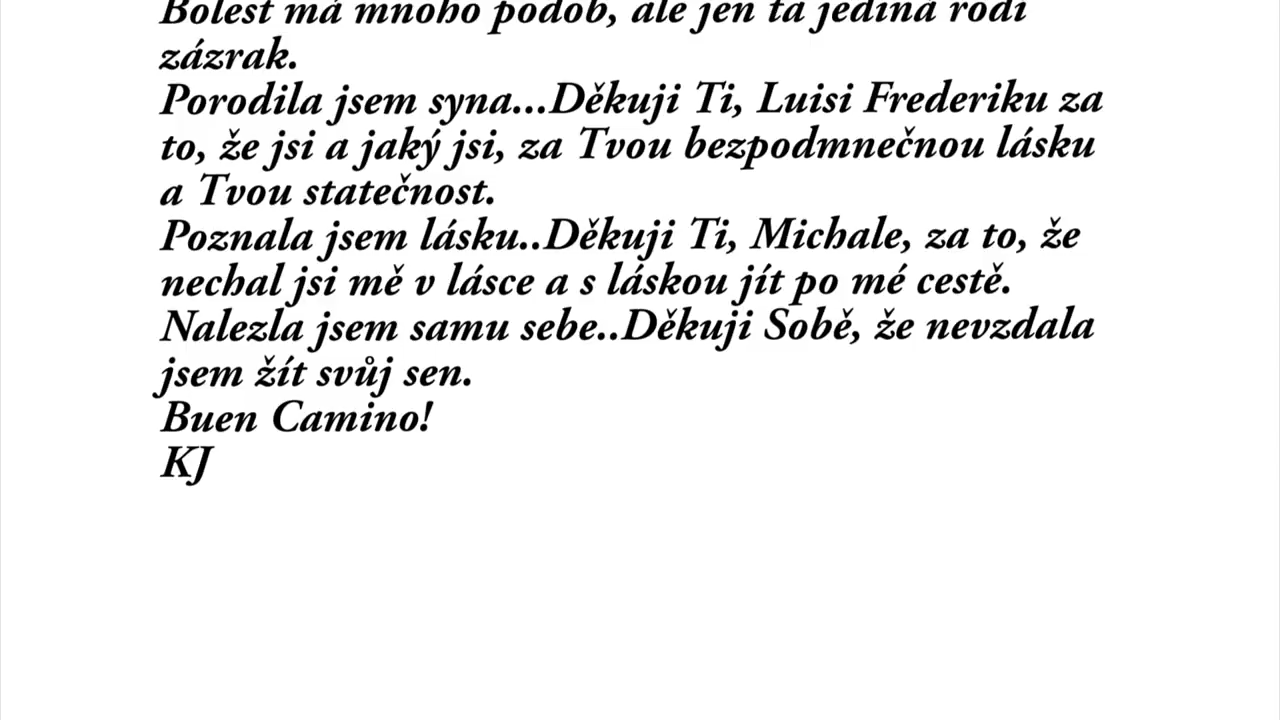 Bolest má mnoho podob, ale jen ta jediná rodí
zázrak.
Porodila jsem syna...Děkuji Ti, Luisi Frederiku za
to, že jsi a jaký jsi, za Tvou bezpodmnečnou lásku
a Tvou statečnost.
Poznala jsem lásku..Děkuji Ti, Michale, za to, že
nechal jsi mě v lásce a s láskou jít po mé cestě.
Nalezla jsem samu sebe..Děkuji Sobě, že nevzdala
jsem žít svůj sen.
Buen Camino!
KJ